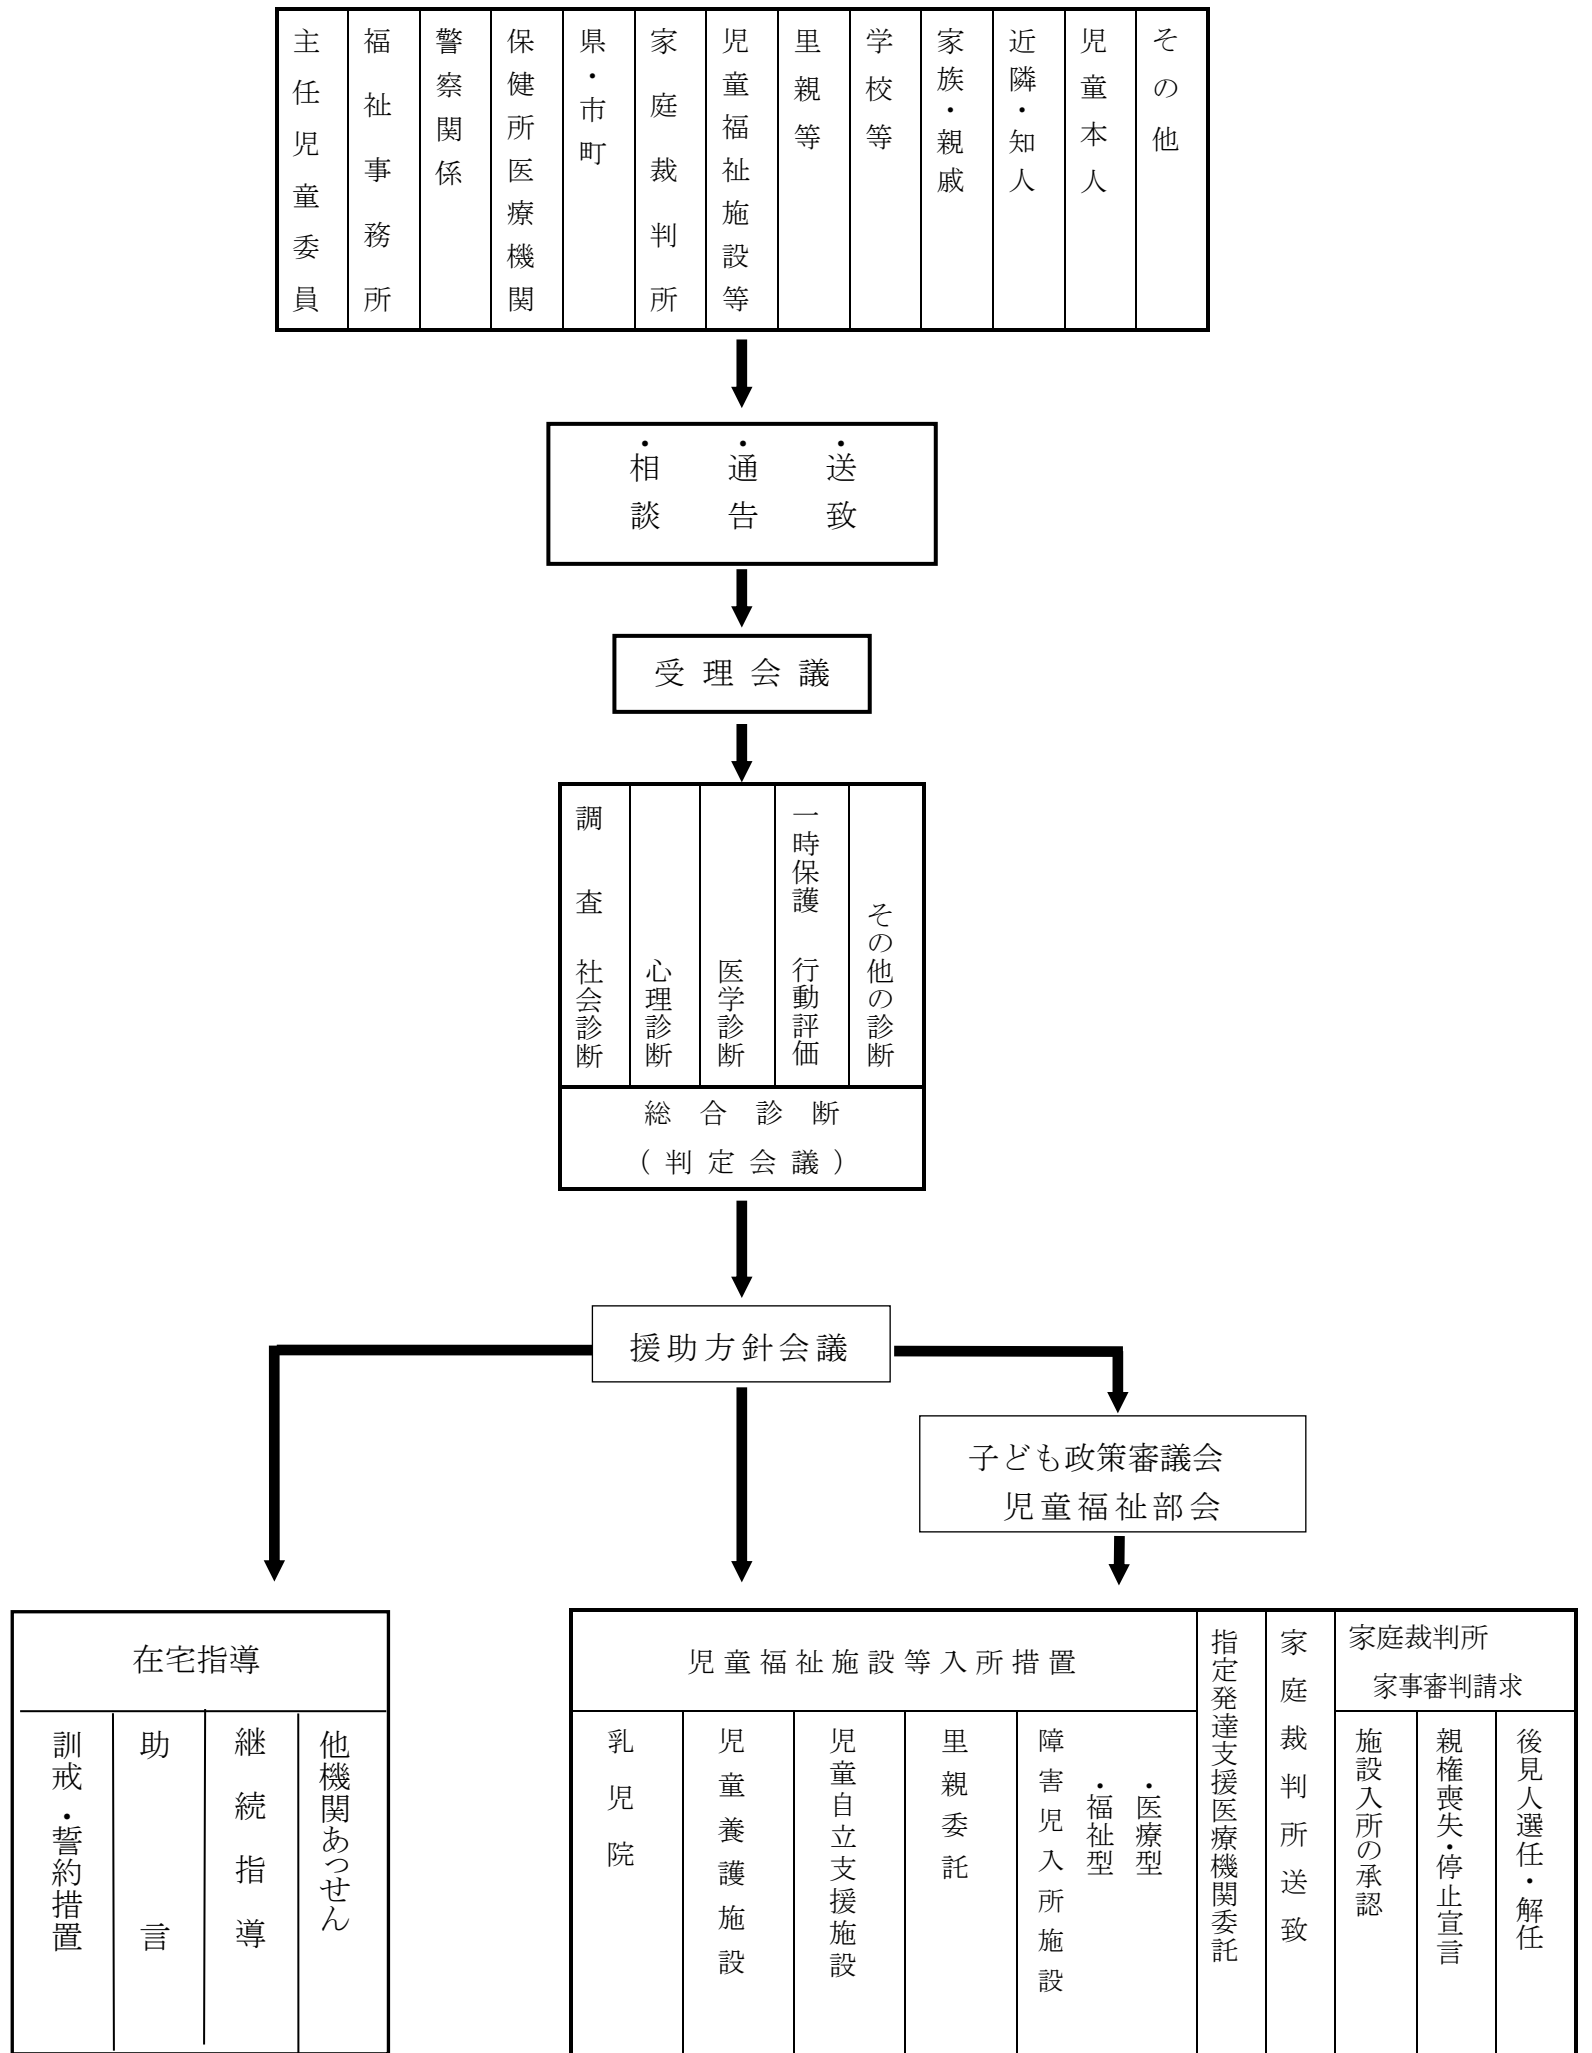 主任児童委員
福祉事務所
警察関係
保健所医療機関
県・市町
家庭裁判所
児童福祉施設等
里親等
学校等
家族・親戚
近隣・知人
児童本人
その他
・相談
・通告
・送致
受理会議
調査 社会診断
心理診断
医学診断
一時保護 行動評価
その他の診断
総合診断
(判定会議)
援助方針会議
子ども政策審議会
児童福祉部会
在宅指導
訓戒・誓約措置
助言
継続指導
他機関あっせん
児童福祉施設等入所措置
乳児院
児童養護施設
児童自立支援施設
里親委託
障害児入所施設
・福祉型
・医療型
指定発達支援医療機関委託
家庭裁判所送致
家庭裁判所
家事審判請求
施設入所の承認
親権喪失・停止宣言
後見人選任・解任